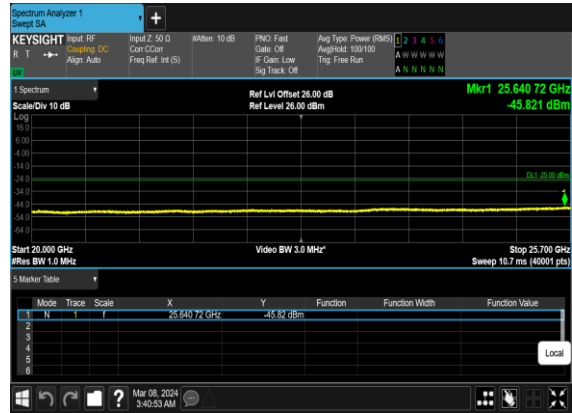 Spectrum Analyzer 1
Swept SA
+
KEYSIGHT Input: RF Input Z: 50 Ω #Atten: 10 dB PNO: Fast Avg Type: Power (RMS) 1 2 3 4 5 6
R T Coupling: DC Corr CCorr Gate: Off Avg|Hold: 100/100 A W W W W W
Align: Auto Freq Ref: Int (S) IF Gain: Low Trig: Free Run
Sig Track: Off A N N N N N
1 Spectrum Ref Lvl Offset 26.00 dB Mkr1 25.640 72 GHz
Scale/Div 10 dB Ref Level 26.00 dBm -45.821 dBm
Log
16.0
6.00
-4.00
-14.0
-24.0 DL1 -25.00 dBm
-34.0 1
-44.0
-54.0
-64.0
Start 20.000 GHz Video BW 3.0 MHz* Stop 25.700 GHz
#Res BW 1.0 MHz Sweep 10.7 ms (40001 pts)
5 Marker Table
Mode Trace Scale X Y Function Function Width Function Value
1 N 1 f 25.640 72 GHz -45.82 dBm
2
3
4
5
6
Local
? Mar 08, 2024
3:40:53 AM